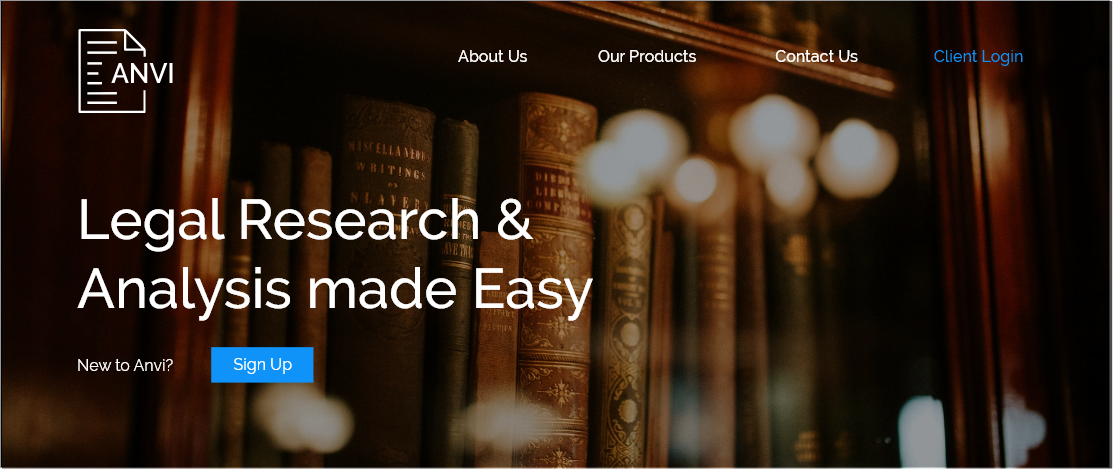 ANVI
About Us
Our Products
Contact Us
Client Login
MISCELLANEOUS
WRITINGS
ON
SLAVERY
Legal Research &
Analysis made Easy
New to Anvi?
Sign Up